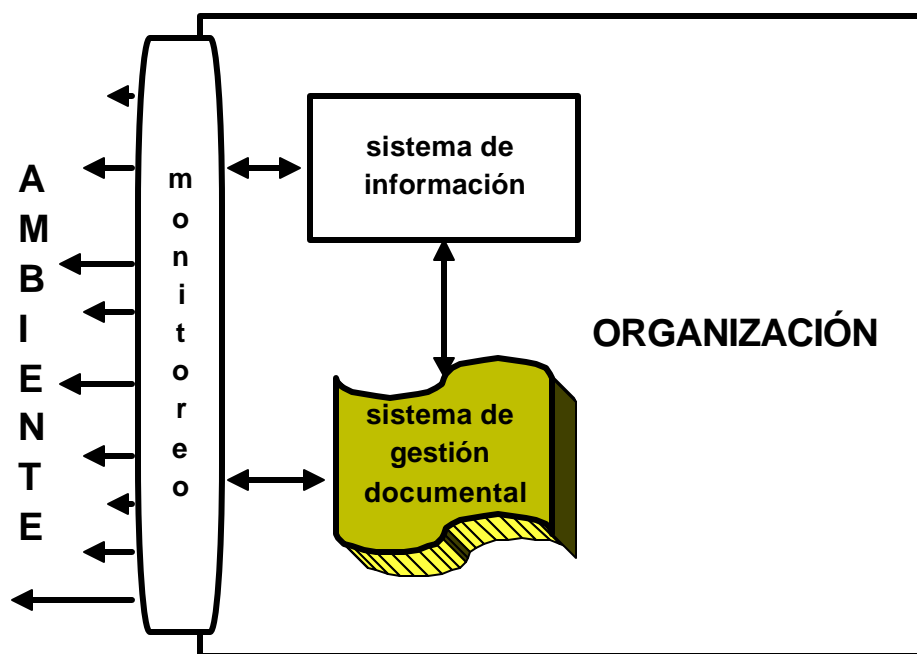 AMBIENTE
monitoreo
sistema de
información
ORGANIZACIÓN
sistema de
gestión
documental